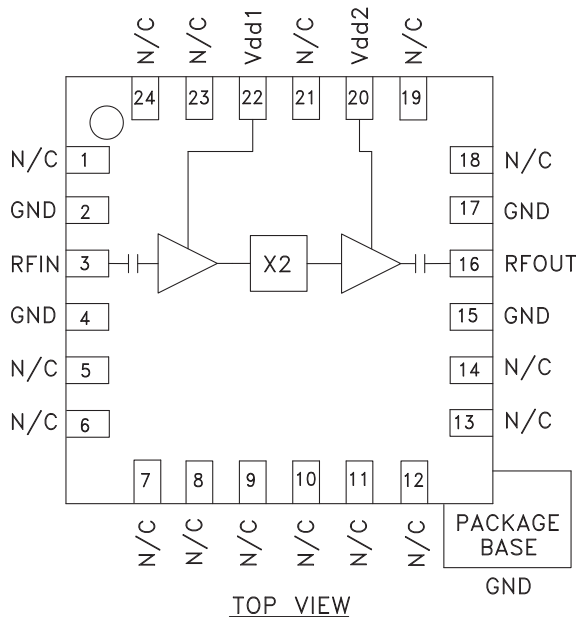 N/C
N/C
Vdd1
N/C
Vdd2
N/C
24
23
22
21
20
19
N/C 1
18 N/C
GND 2
17 GND
RFIN 3
X2
16 RFOUT
GND 4
15 GND
N/C 5
14 N/C
N/C 6
13 N/C
7
8
9
10
11
12
N/C
N/C
N/C
N/C
N/C
N/C
PACKAGE
BASE
GND
TOP VIEW